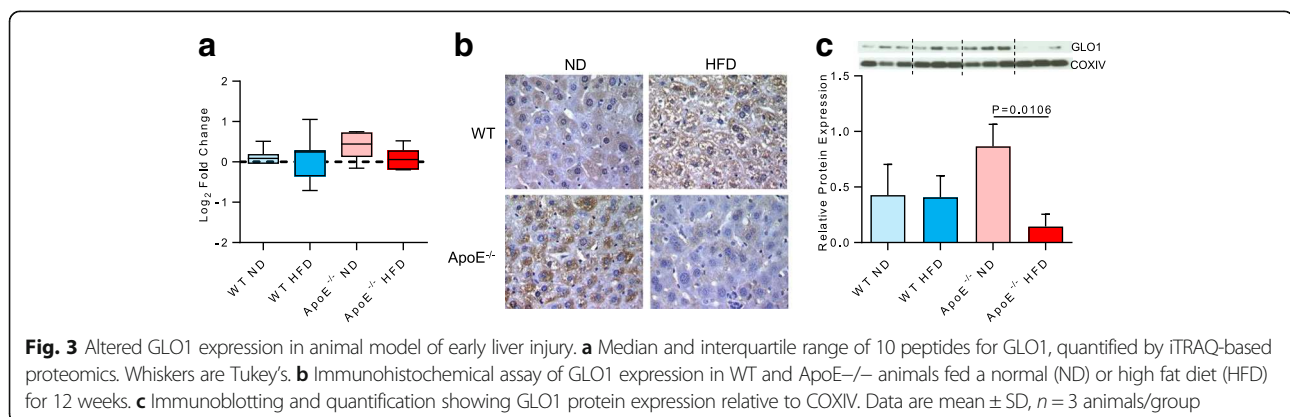 a
Log₂ Fold Change
2
1
0
-1
-2
WT ND
WT HFD
ApoE⁻/⁻ ND
ApoE⁻/⁻ HFD
b
ND
HFD
WT
ApoE⁻/⁻
c
GLO1
COXIV
Relative Protein Expression
1.5
1.0
0.5
0.0
P=0.0106
WT ND
WT HFD
ApoE⁻/⁻ ND
ApoE⁻/⁻ HFD
Fig. 3 Altered GLO1 expression in animal model of early liver injury. a Median and interquartile range of 10 peptides for GLO1, quantified by iTRAQ-based
proteomics. Whiskers are Tukey's. b Immunohistochemical assay of GLO1 expression in WT and ApoE−/− animals fed a normal (ND) or high fat diet (HFD)
for 12 weeks. c Immunoblotting and quantification showing GLO1 protein expression relative to COXIV. Data are mean ± SD, n = 3 animals/group